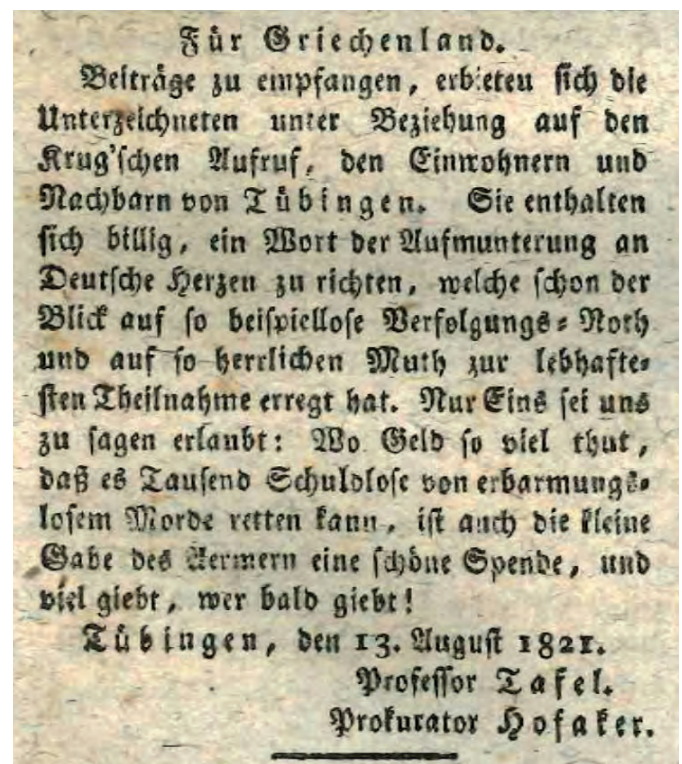 Für Griechenland.
Beiträge zu empfangen, erbieten sich die
Unterzeichneten unter Beziehung auf den
Krug'schen Aufruf, den Einwohnern und
Nachbarn von Tübingen. Sie enthalten
sich billig, ein Wort der Aufmunterung an
Deutsche Herzen zu richten, welche schon der
Blick auf so beispiellose Verfolgungs-Noth
und auf so herrlichen Muth zur lebhafte-
sten Theilnahme erregt hat. Nur Eins sei uns
zu sagen erlaubt: Wo Geld so viel thut,
daß es Tausend Schuldlose von erbarmungs-
losem Morde retten kann, ist auch die kleine
Gabe des Aermern eine schöne Spende, und
viel giebt, wer bald giebt!
Tübingen, den 13. August 1821.
Professor Tafel.
Prokurator Hofaker.